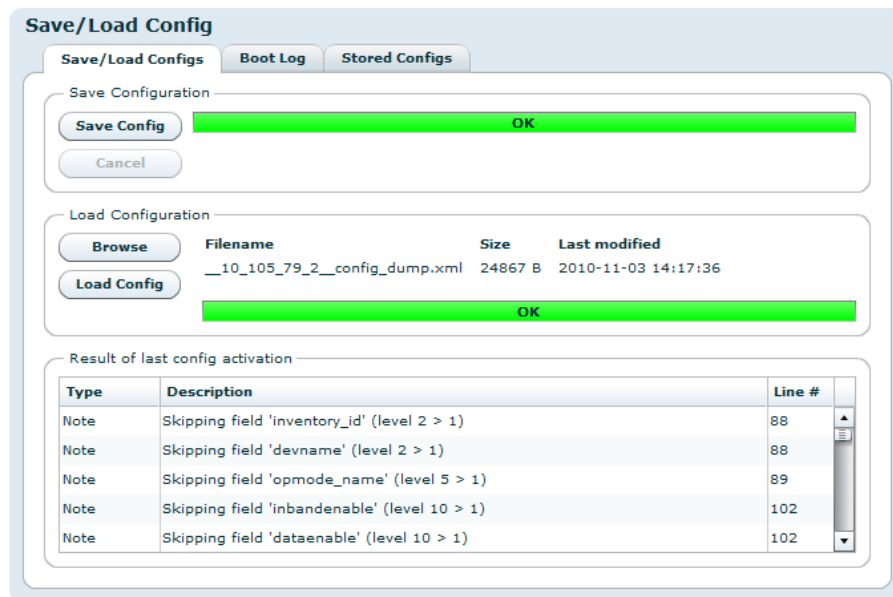 Save/Load Config
Save/Load Configs Boot Log Stored Configs
Save Configuration
Save Config OK
Cancel
Load Configuration
Browse Filename Size Last modified
__10_105_79_2__config_dump.xml 24867 B 2010-11-03 14:17:36
Load Config
OK
Result of last config activation
Type Description Line #
Note Skipping field 'inventory_id' (level 2 > 1) 88
Note Skipping field 'devname' (level 2 > 1) 88
Note Skipping field 'opmode_name' (level 5 > 1) 89
Note Skipping field 'inbandenable' (level 10 > 1) 102
Note Skipping field 'dataenable' (level 10 > 1) 102